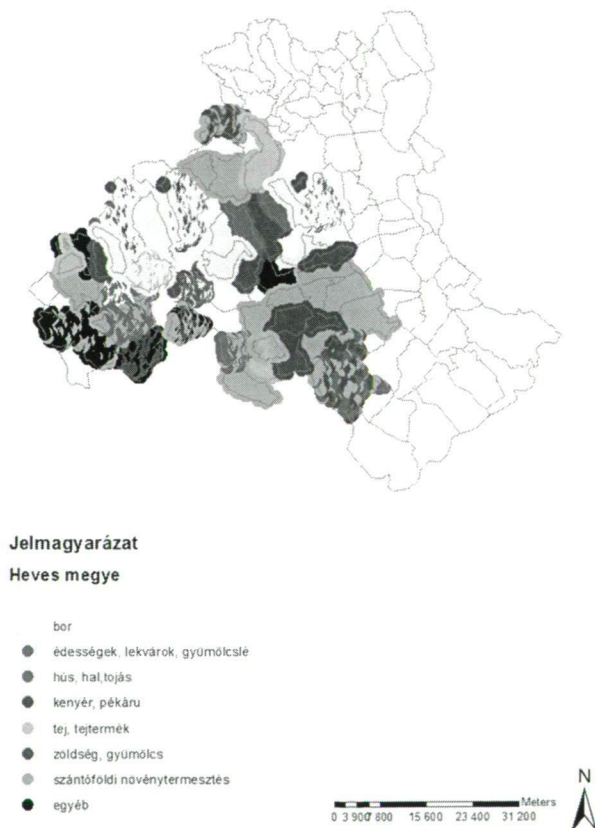 Jelmagyarázat
Heves megye
bor
édességek, lekvárok, gyümölcslé
hús, hal,tojás
kenyér, pékáru
tej, tejtermék
zöldség, gyümölcs
szántóföldi növénytermesztés
egyéb
N
Meters
0 3 900 7 800 15 600 23 400 31 200